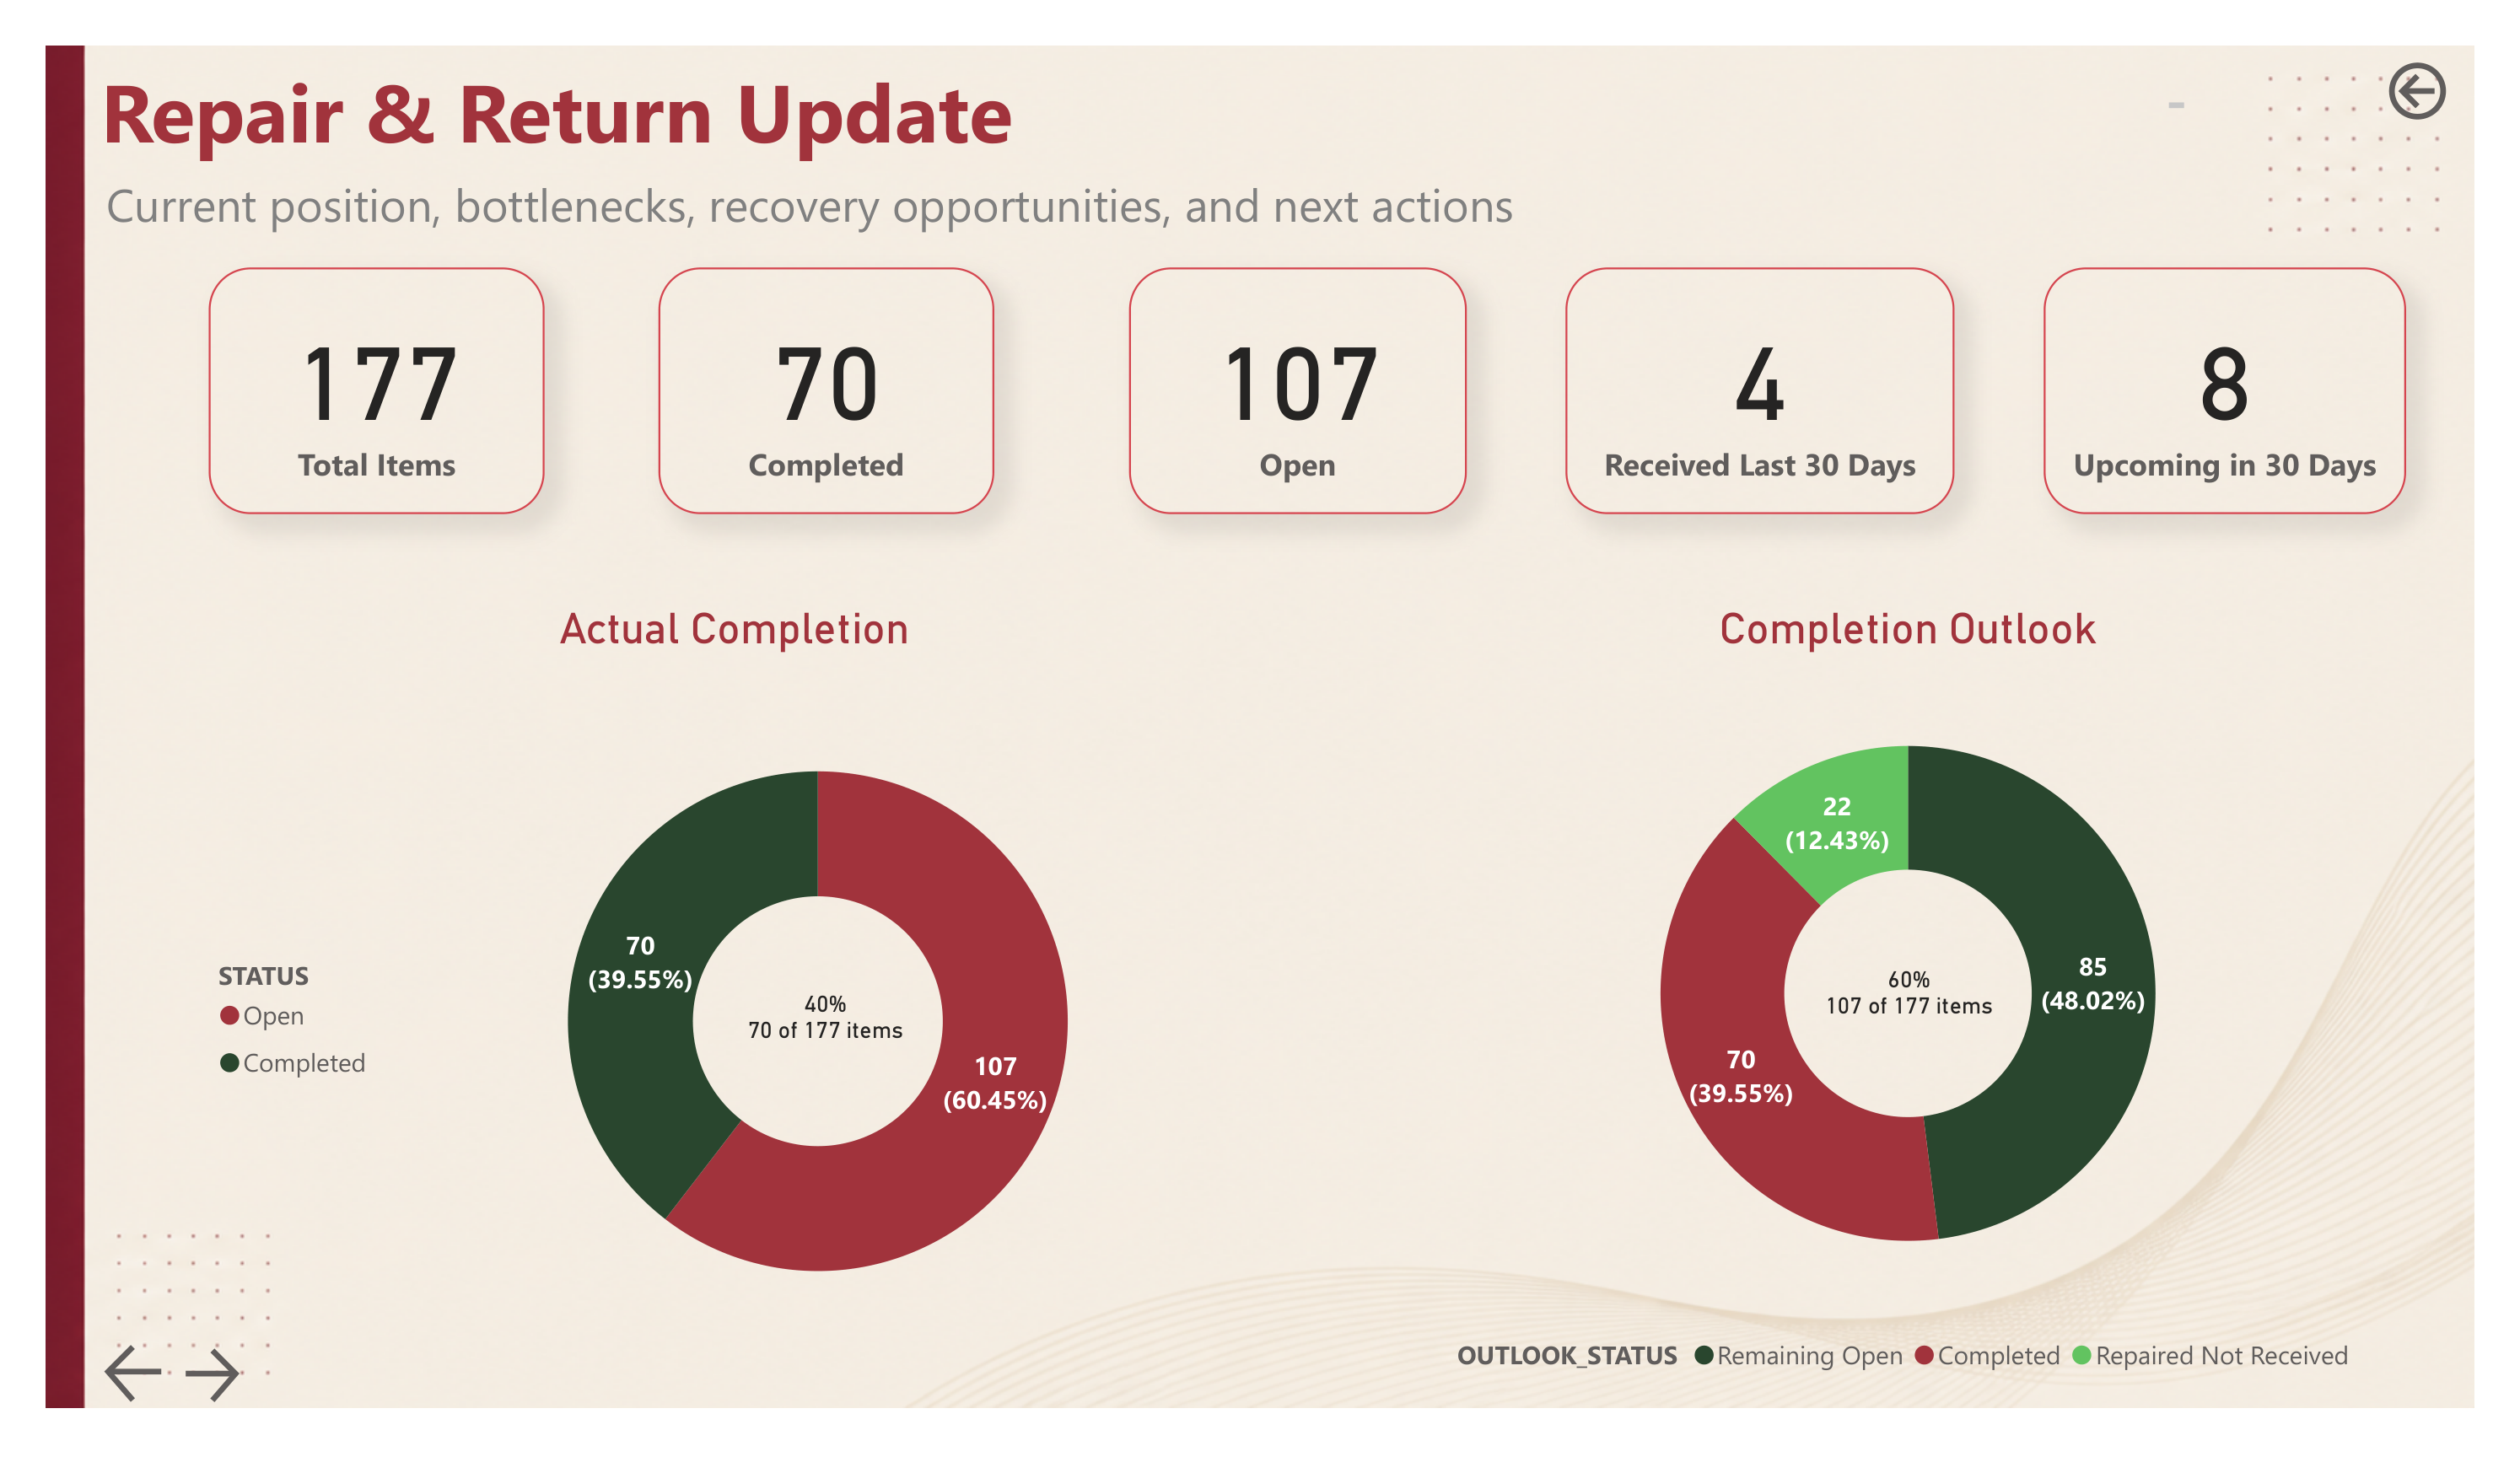 Repair & Return Update
-
Current position, bottlenecks, recovery opportunities, and next actions
177
Total Items
70
Completed
107
Open
4
Received Last 30 Days
8
Upcoming in 30 Days
Actual Completion
STATUS
Open
Completed
70
(39.55%)
40%
70 of 177 items
107
(60.45%)
Completion Outlook
22
(12.43%)
60%
107 of 177 items
85
(48.02%)
70
(39.55%)
OUTLOOK_STATUS Remaining Open Completed Repaired Not Received